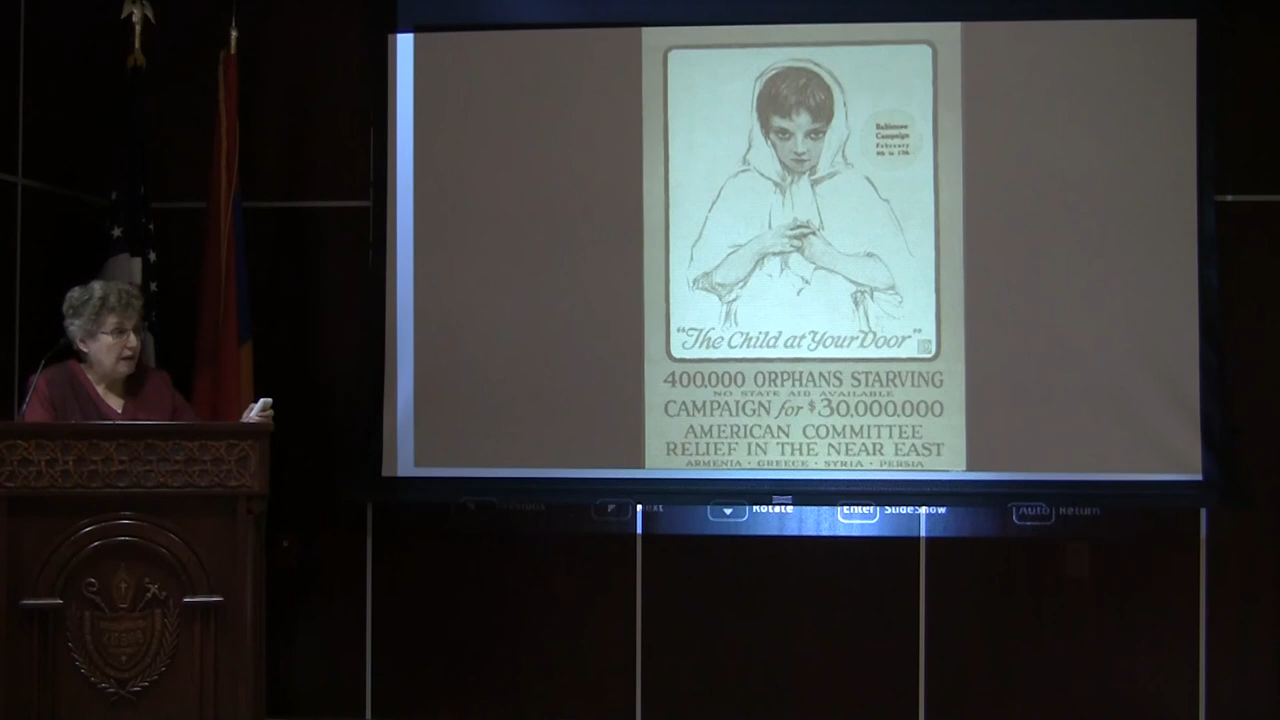 Baltimore
Campaign
February
"The Child at Your Door"
400,000 ORPHANS STARVING
NO STATE AID AVAILABLE
CAMPAIGN for $30,000,000
AMERICAN COMMITTEE
RELIEF IN THE NEAR EAST
ARMENIA · GREECE · SYRIA · PERSIA
Rotate Enter SlideShow Auto Return